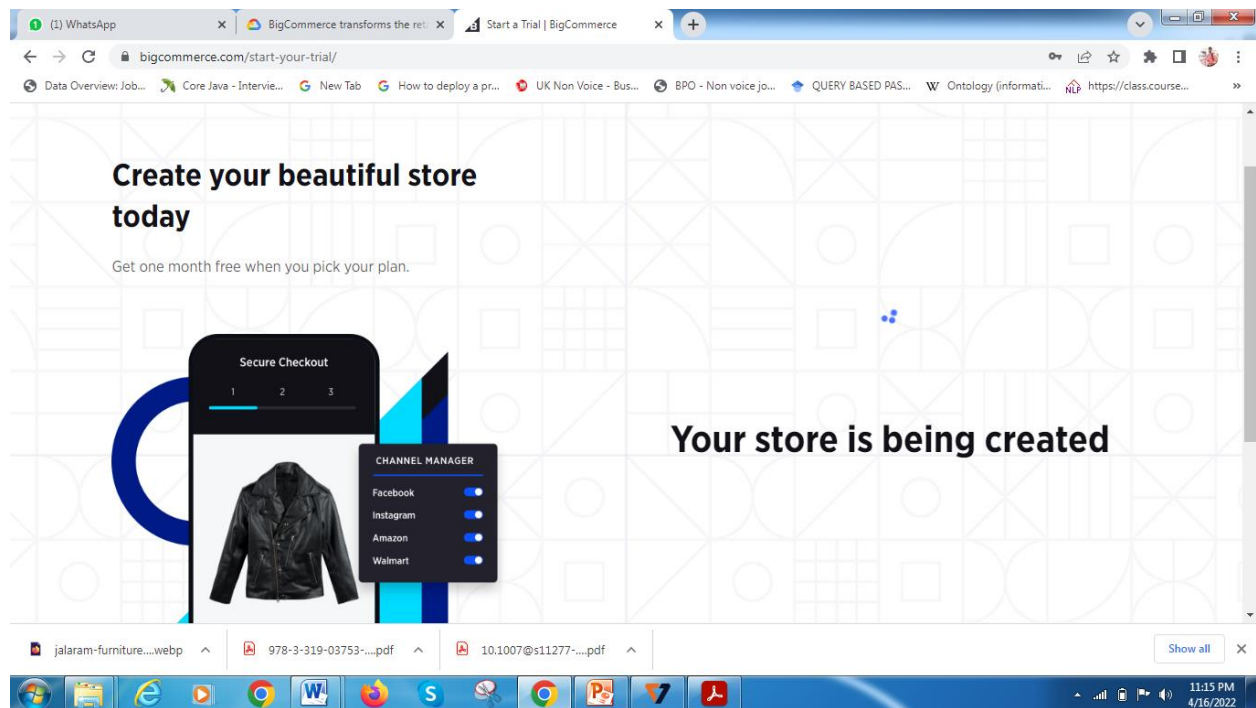 (1) WhatsApp
BigCommerce transforms the ret
Start a Trial | BigCommerce
bigcommerce.com/start-your-trial/
Data Overview: Job...
Core Java - Intervie...
New Tab
How to deploy a pr...
UK Non Voice - Bus...
BPO - Non voice jo...
QUERY BASED PAS...
Ontology (informati...
https://class.course...
Create your beautiful store
today
Get one month free when you pick your plan.
Secure Checkout
1 2 3
CHANNEL MANAGER
Facebook
Instagram
Amazon
Walmart
Your store is being created
jalaram-furniture....webp
978-3-319-03753-....pdf
10.1007@s11277-....pdf
Show all
11:15 PM
4/16/2022